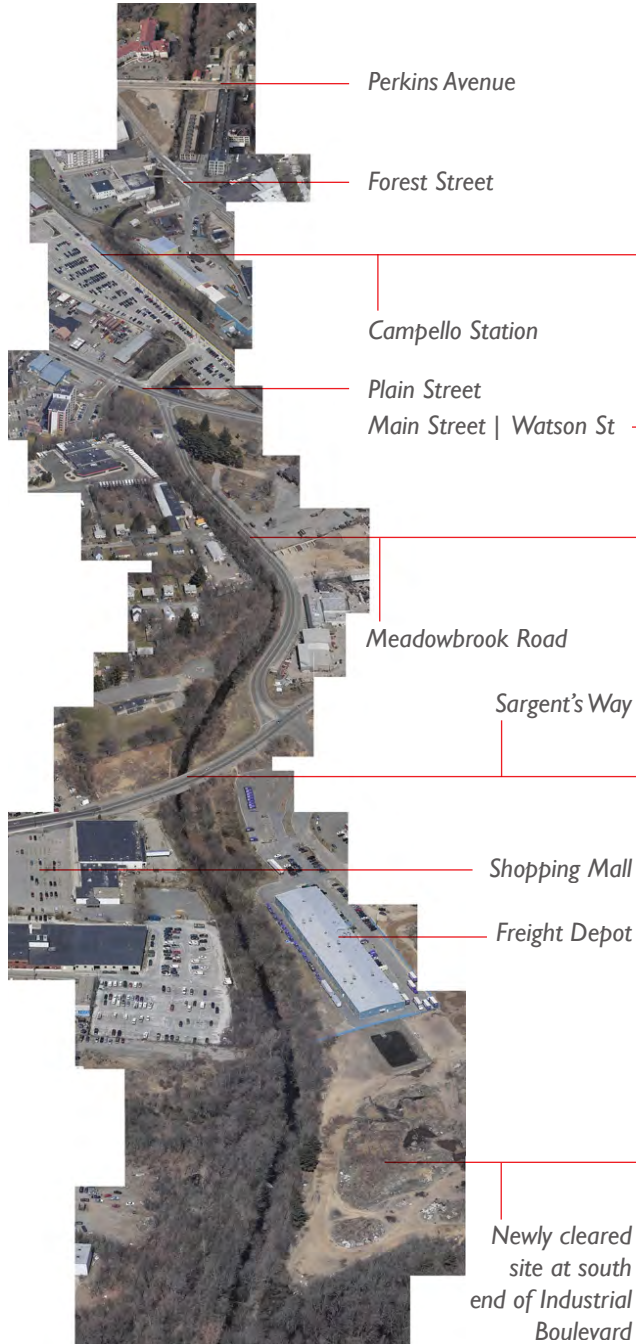 Perkins Avenue
Forest Street
Campello Station
Plain Street
Main Street | Watson St
Meadowbrook Road
Sargent's Way
Shopping Mall
Freight Depot
Newly cleared
site at south
end of Industrial
Boulevard